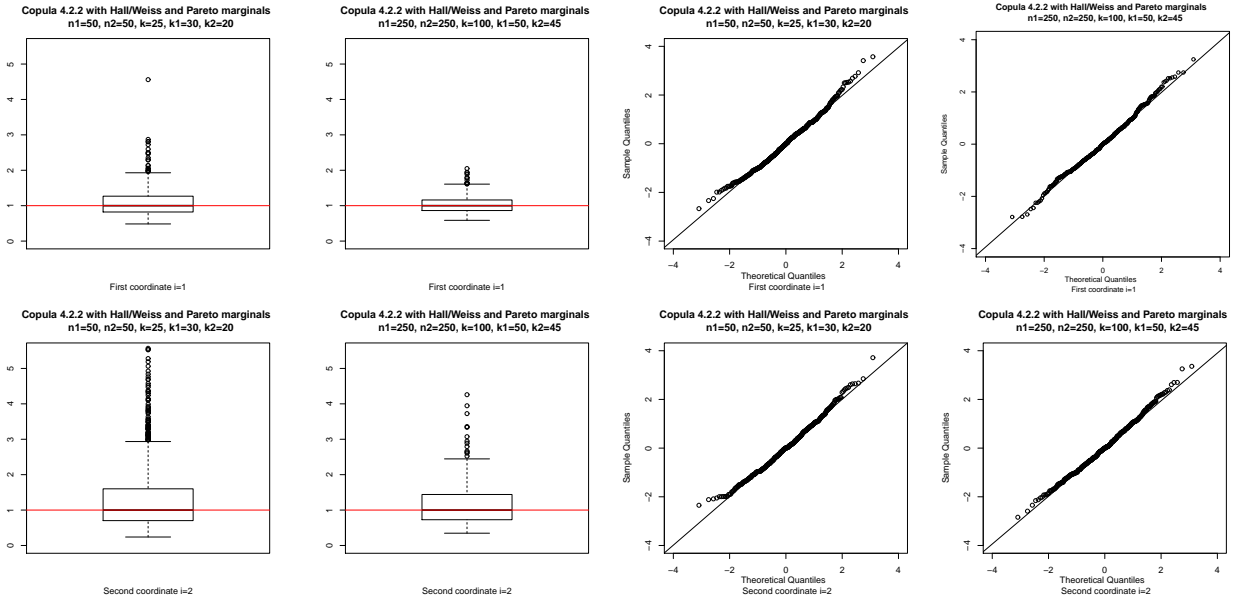 Copula 4.2.2 with Hall/Weiss and Pareto marginals
n1=50, n2=50, k=25, k1=30, k2=20
0
1
2
3
4
5
First coordinate i=1
Copula 4.2.2 with Hall/Weiss and Pareto marginals
n1=250, n2=250, k=100, k1=50, k2=45
0
1
2
3
4
5
First coordinate i=1
Copula 4.2.2 with Hall/Weiss and Pareto marginals
n1=50, n2=50, k=25, k1=30, k2=20
Sample Quantiles
−4
−2
0
2
4
−4
−2
0
2
4
Theoretical Quantiles
First coordinate i=1
Copula 4.2.2 with Hall/Weiss and Pareto marginals
n1=250, n2=250, k=100, k1=50, k2=45
Sample Quantiles
−4
−2
0
2
4
−4
−2
0
2
4
Theoretical Quantiles
First coordinate i=1
Copula 4.2.2 with Hall/Weiss and Pareto marginals
n1=50, n2=50, k=25, k1=30, k2=20
0
1
2
3
4
5
Second coordinate i=2
Copula 4.2.2 with Hall/Weiss and Pareto marginals
n1=250, n2=250, k=100, k1=50, k2=45
0
1
2
3
4
5
Second coordinate i=2
Copula 4.2.2 with Hall/Weiss and Pareto marginals
n1=50, n2=50, k=25, k1=30, k2=20
Sample Quantiles
−4
−2
0
2
4
−4
−2
0
2
4
Theoretical Quantiles
Second coordinate i=2
Copula 4.2.2 with Hall/Weiss and Pareto marginals
n1=250, n2=250, k=100, k1=50, k2=45
Sample Quantiles
−4
−2
0
2
4
−4
−2
0
2
4
Theoretical Quantiles
Second coordinate i=2